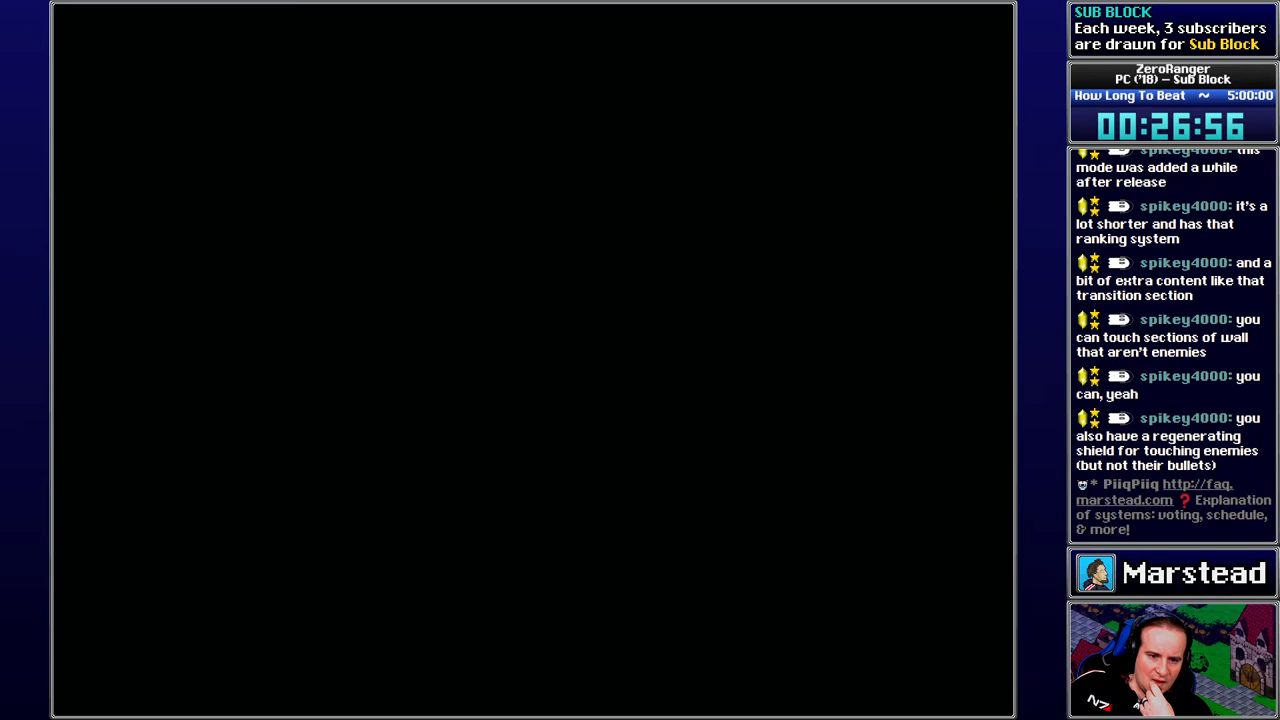 SUB BLOCK
Each week, 3 subscribers
are drawn for Sub Block
ZeroRanger
PC ('18) – Sub Block
How Long To Beat ~ 5:00:00
00:26:56
spikey4000: this
mode was added a while
after release
spikey4000: it's a
lot shorter and has that
ranking system
spikey4000: and a
bit of extra content like that
transition section
spikey4000: you
can touch sections of wall
that aren't enemies
spikey4000: you
can, yeah
spikey4000: you
also have a regenerating
shield for touching enemies
(but not their bullets)
* PiiqPiiq http://faq.
marstead.com ❓ Explanation
of systems: voting, schedule,
& more!
Marstead
N7